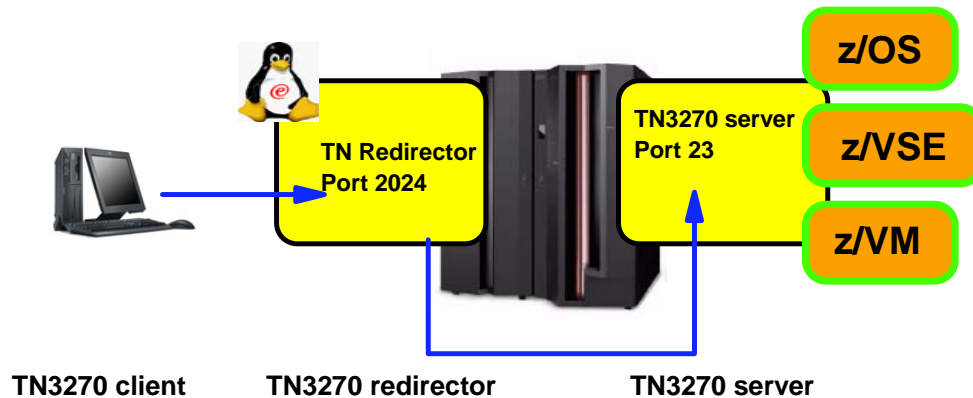 z/OS
TN3270 server
Port 23
TN Redirector
Port 2024
z/VSE
z/VM
TN3270 client
TN3270 redirector
TN3270 server